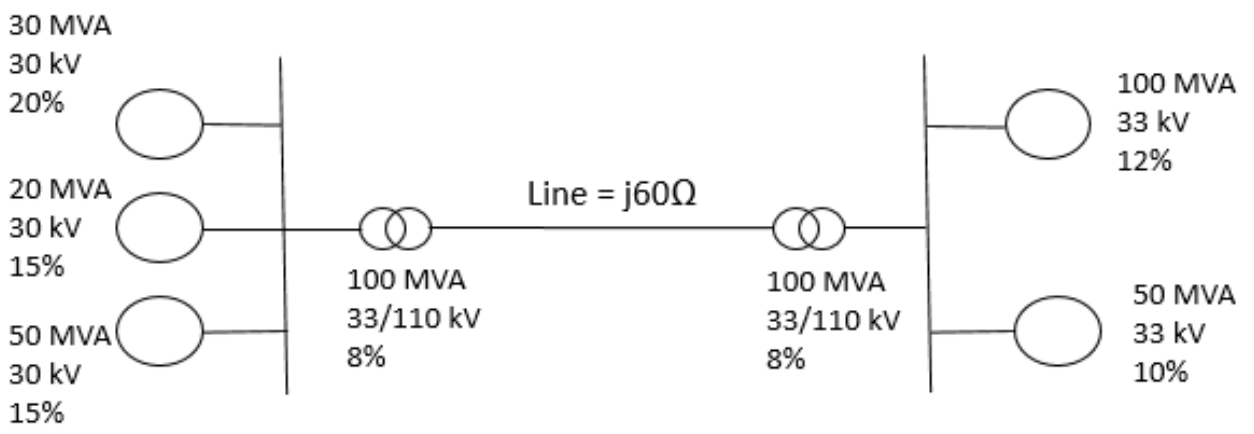 30 MVA
30 kV
20%
20 MVA
30 kV
15%
50 MVA
30 kV
15%
100 MVA
33/110 kV
8%
Line = j60Ω
100 MVA
33/110 kV
8%
100 MVA
33 kV
12%
50 MVA
33 kV
10%